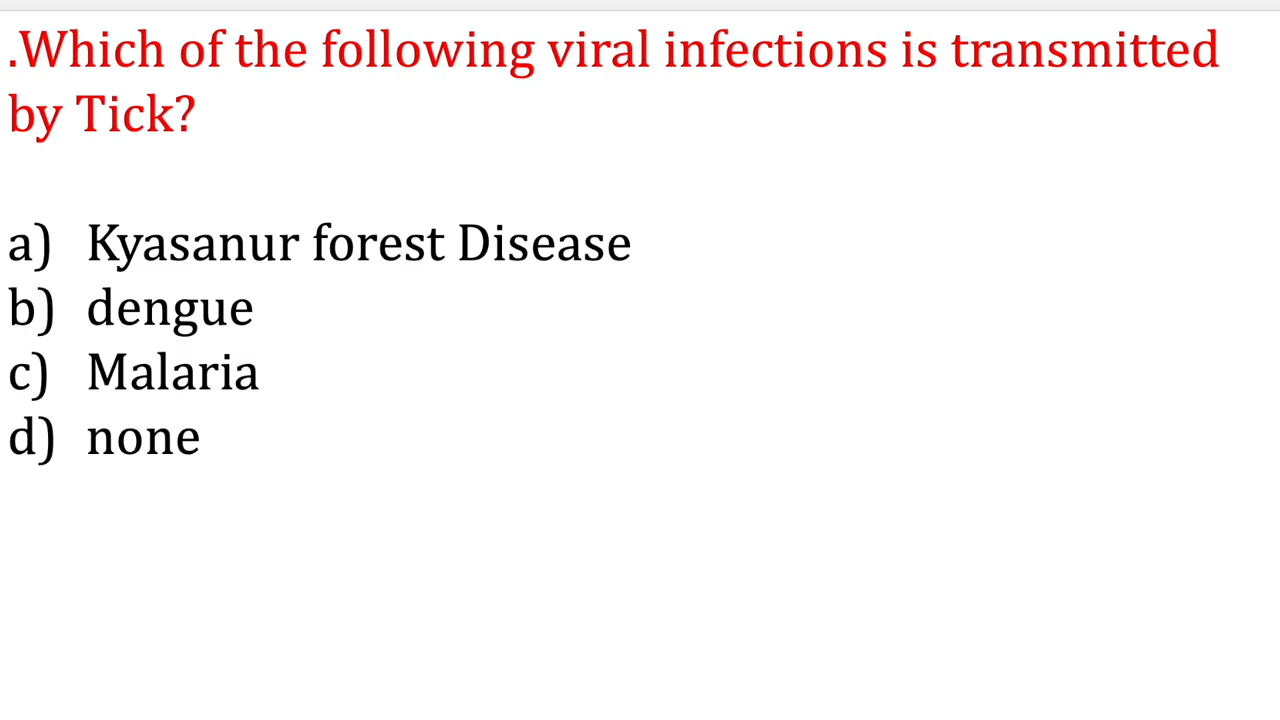 .Which of the following viral infections is transmitted
by Tick?
a) Kyasanur forest Disease
b) dengue
c) Malaria
d) none